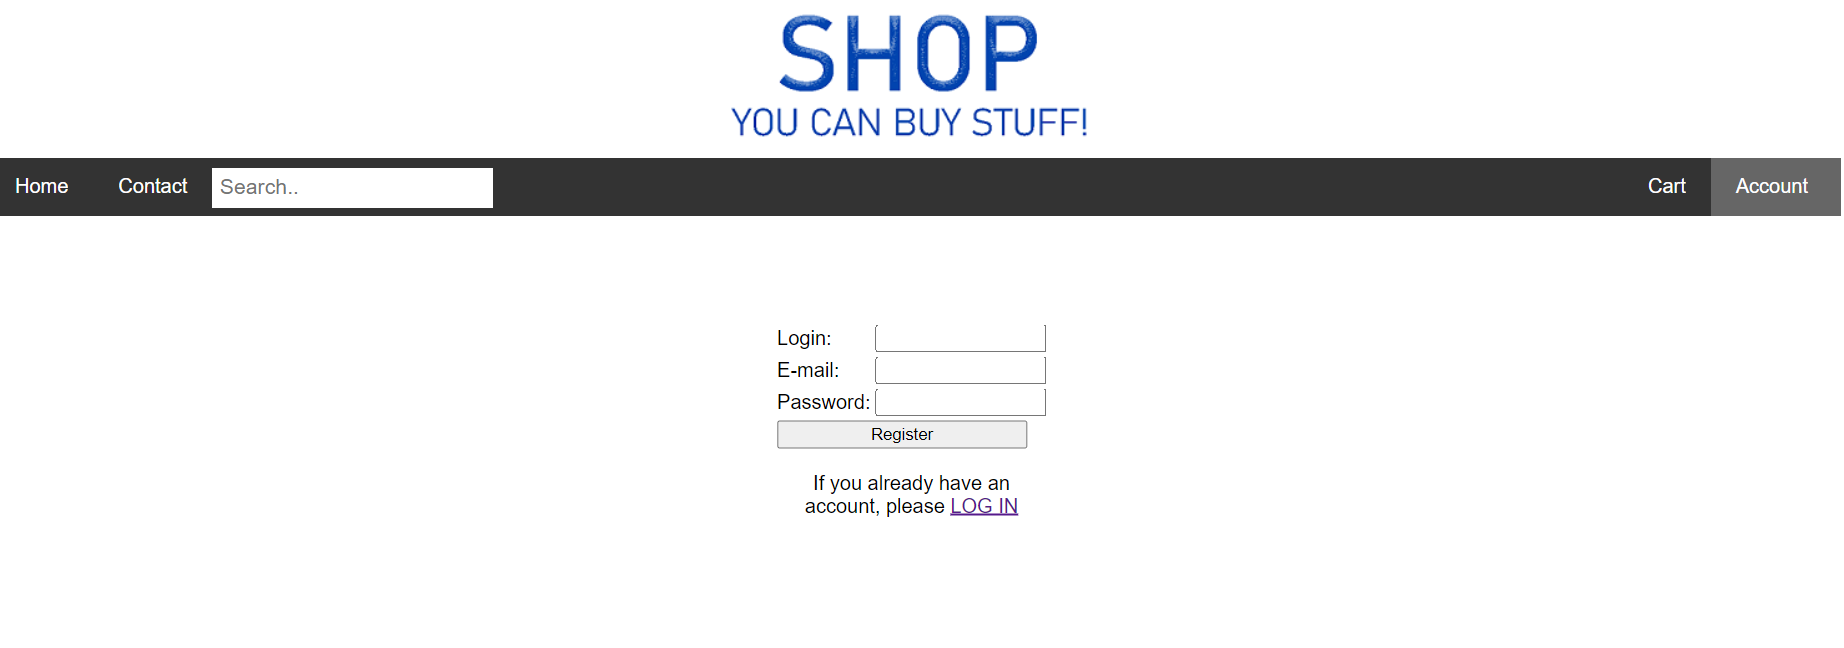 SHOP
YOU CAN BUY STUFF!
Home Contact Search.. Cart Account
Login:
E-mail:
Password:
Register
If you already have an
account, please LOG IN